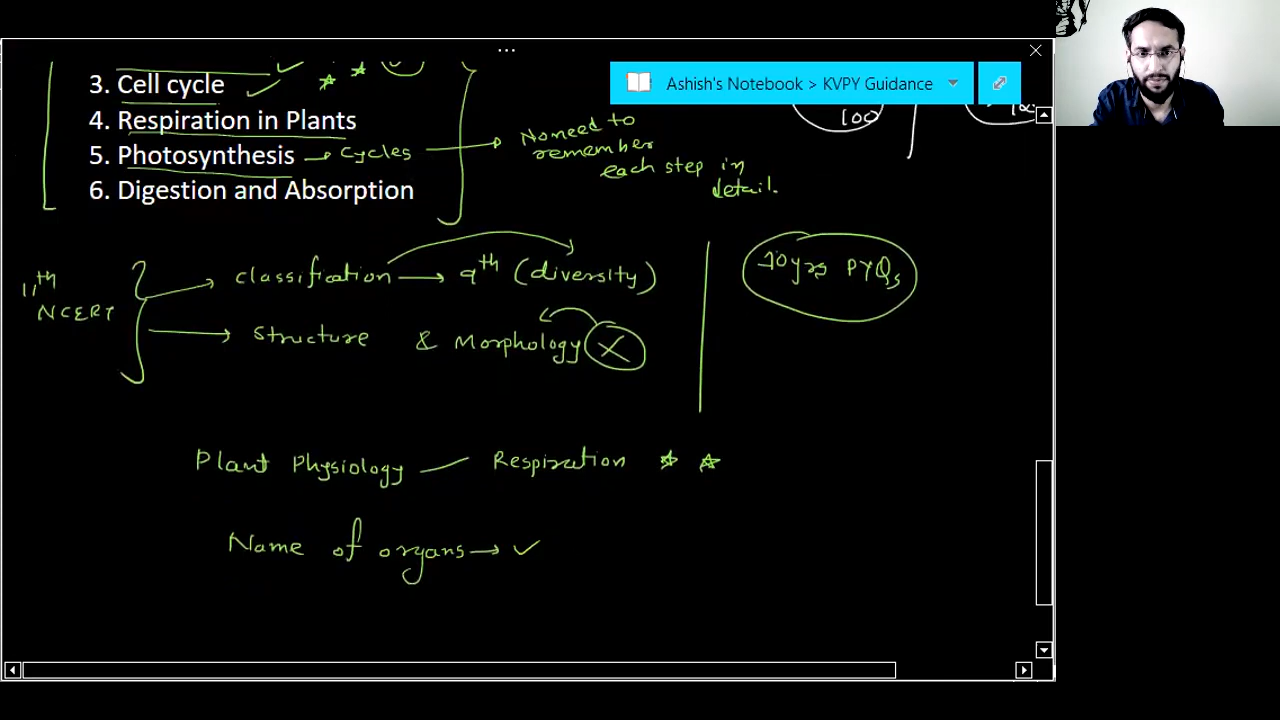 Ashish's Notebook > KVPY Guidance
3. Cell cycle
100
4. Respiration in Plants
No need to
remember
each step in
detail.
5. Photosynthesis → cycles
6. Digestion and Absorption
11th
NCERT
classification → 9th (diversity)
10 yrs PYQs
Structure & Morphology X
Plant Physiology — Respiration ☆ ☆
Name of organs → ✓